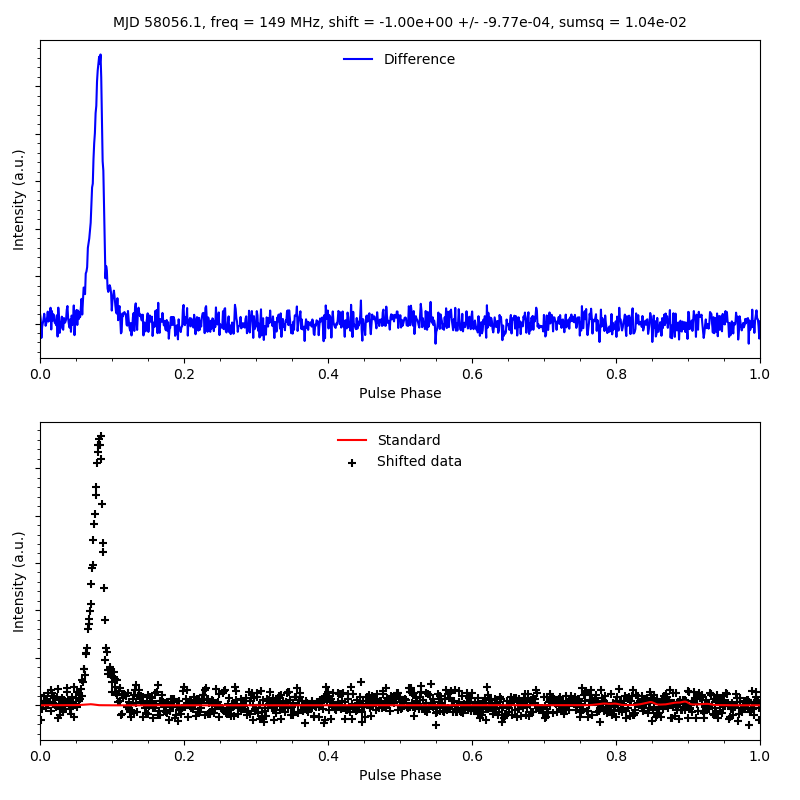 MJD 58056.1, freq = 149 MHz, shift = -1.00e+00 +/- -9.77e-04, sumsq = 1.04e-02
Difference
Intensity (a.u.)
0.0 0.2 0.4 0.6 0.8 1.0
Pulse Phase
Standard
Shifted data
Intensity (a.u.)
0.0 0.2 0.4 0.6 0.8 1.0
Pulse Phase